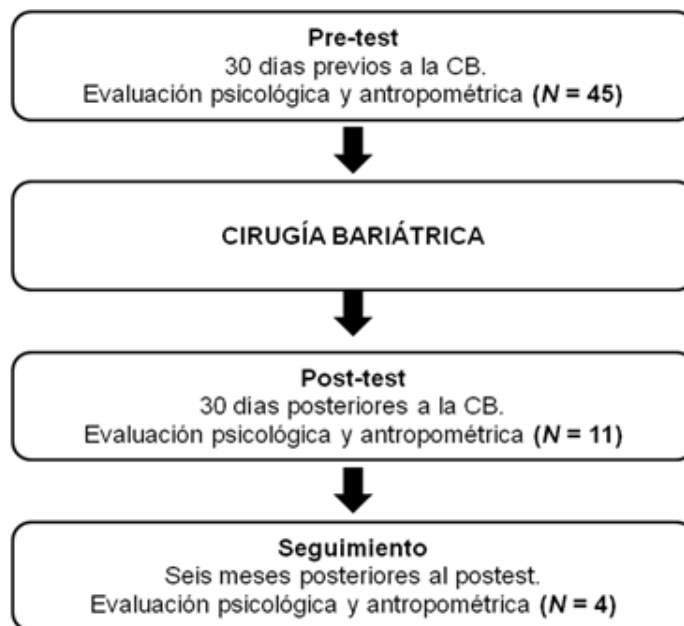 Pre-test
30 días previos a la CB.
Evaluación psicológica y antropométrica (N = 45)
CIRUGÍA BARIÁTRICA
Post-test
30 días posteriores a la CB.
Evaluación psicológica y antropométrica (N = 11)
Seguimiento
Seis meses posteriores al postest.
Evaluación psicológica y antropométrica (N = 4)